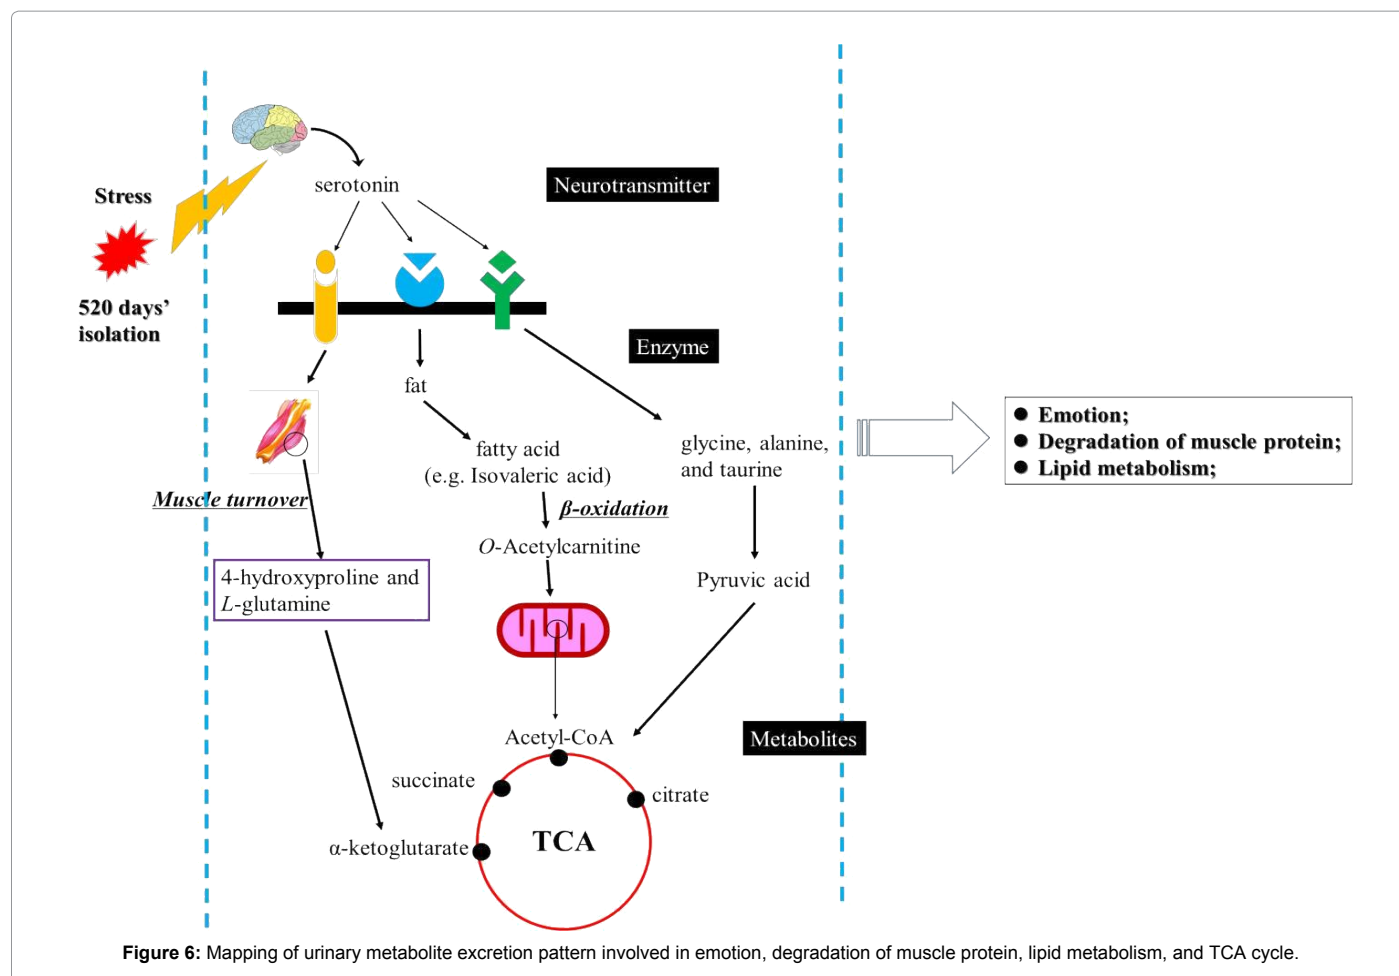 Stress
520 days’
isolation
serotonin
Neurotransmitter
Enzyme
fat
fatty acid
(e.g. Isovaleric acid)
glycine, alanine,
and taurine
Muscle turnover
β-oxidation
O-Acetylcarnitine
Pyruvic acid
4-hydroxyproline and
L-glutamine
Acetyl-CoA
Metabolites
succinate
citrate
TCA
α-ketoglutarate
● Emotion;
● Degradation of muscle protein;
● Lipid metabolism;
Figure 6: Mapping of urinary metabolite excretion pattern involved in emotion, degradation of muscle protein, lipid metabolism, and TCA cycle.